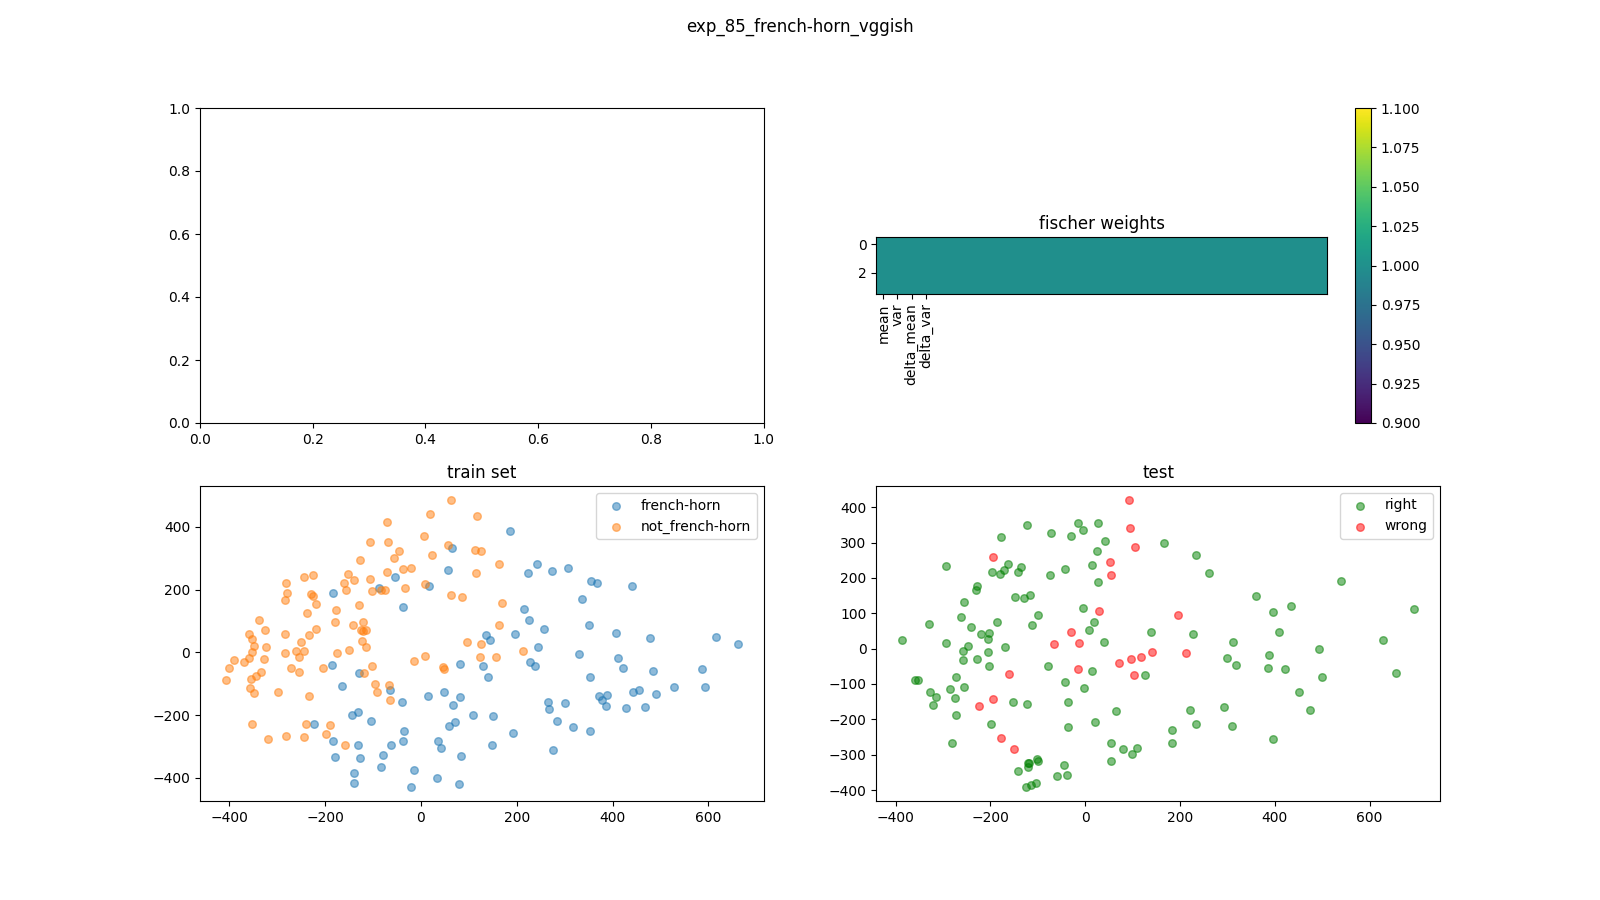 exp_85_french-horn_vggish
1.0
0.8
0.6
0.4
0.2
0.0
0.0 0.2 0.4 0.6 0.8 1.0
fischer weights
0
2
mean
var
delta_mean
delta_var
1.100
1.075
1.050
1.025
1.000
0.975
0.950
0.925
0.900
train set
french-horn
not_french-horn
400
200
0
−200
−400
−400 −200 0 200 400 600
test
right
wrong
400
300
200
100
0
−100
−200
−300
−400
−400 −200 0 200 400 600